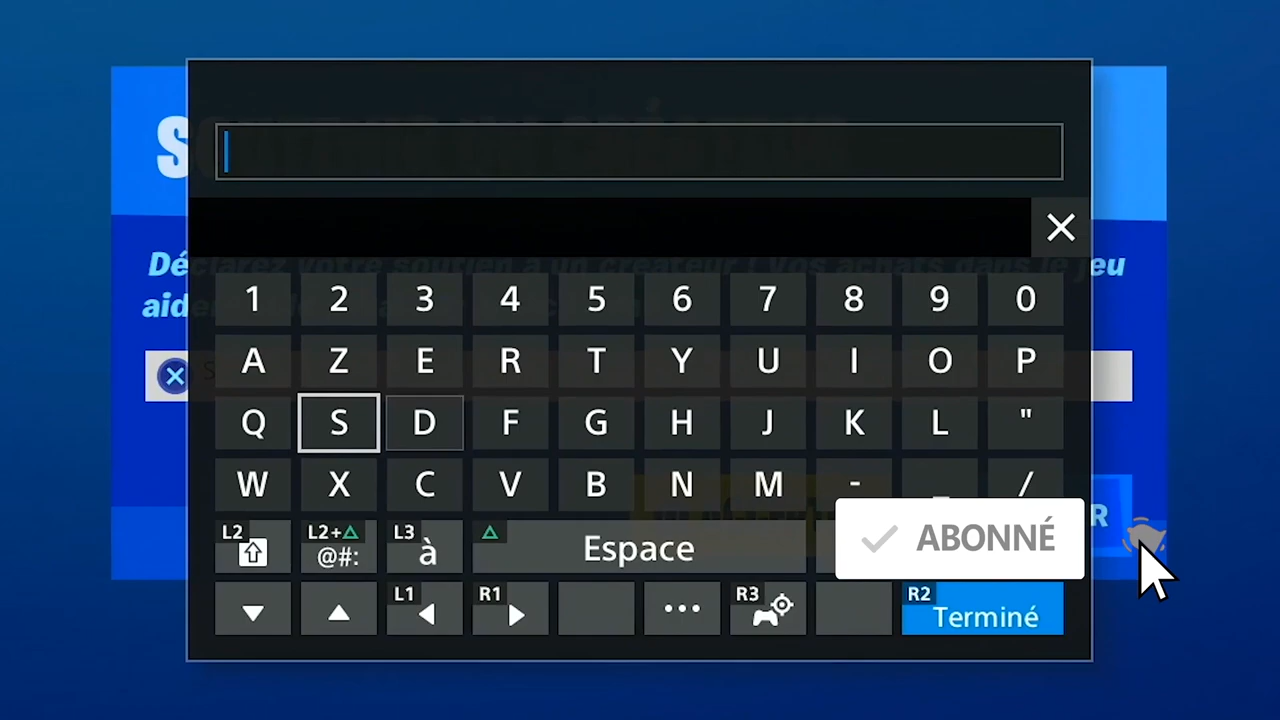 Déclarez votre soutien à un créateur ! Vos achats dans le jeu
1 2 3 4 5 6 7 8 9 0
A Z E R T Y U I O P
Q S D F G H J K L "
W X C V B N M - _ /
L2 L2+△ @#: L3 à △ Espace
ABONNÉ
L1 R1 ... R3 R2 Terminé